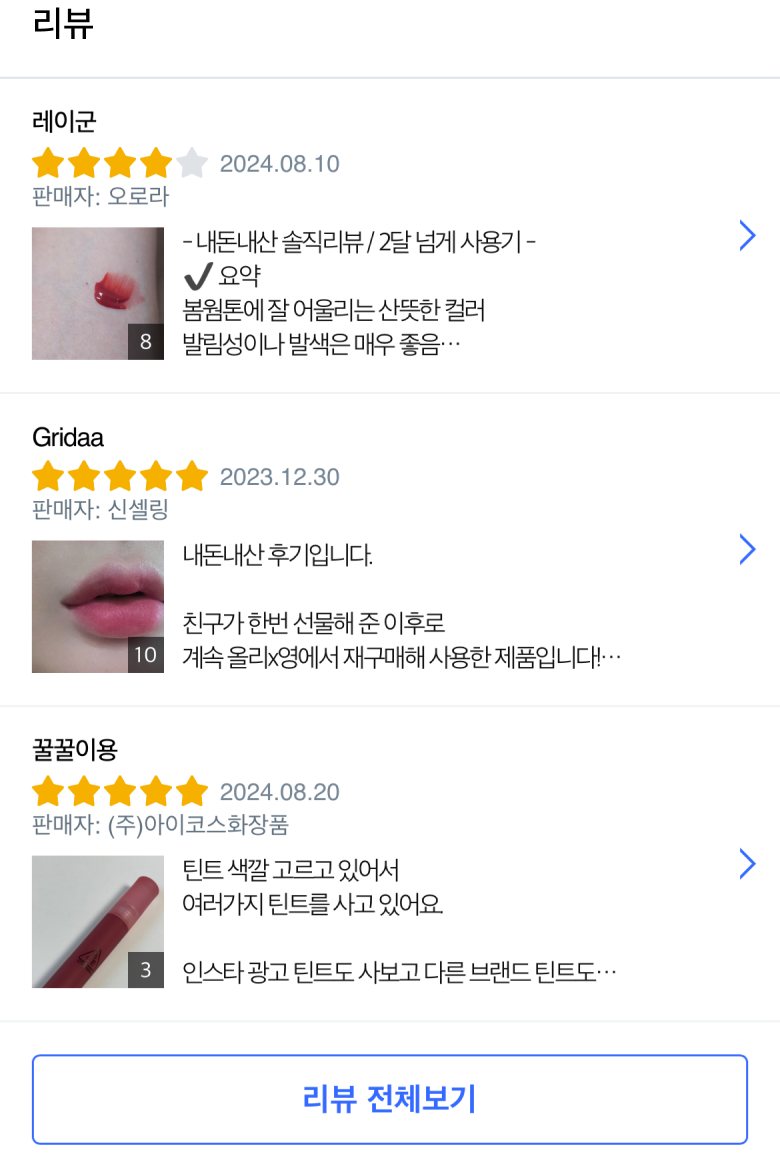 리뷰
레이군
2024.08.10
판매자: 오로라
- 내돈내산 솔직리뷰 / 2달 넘게 사용기 -
✔ 요약
봄웜톤에 잘 어울리는 산뜻한 컬러
발림성이나 발색은 매우 좋음…
8
Gridaa
2023.12.30
판매자: 신셀링
내돈내산 후기입니다.
친구가 한번 선물해 준 이후로
계속 올리x영에서 재구매해 사용한 제품입니다!…
10
꿀꿀이용
2024.08.20
판매자: (주)아이코스화장품
틴트 색깔 고르고 있어서
여러가지 틴트를 사고 있어요.
인스타 광고 틴트도 사보고 다른 브랜드 틴트도…
3
리뷰 전체보기